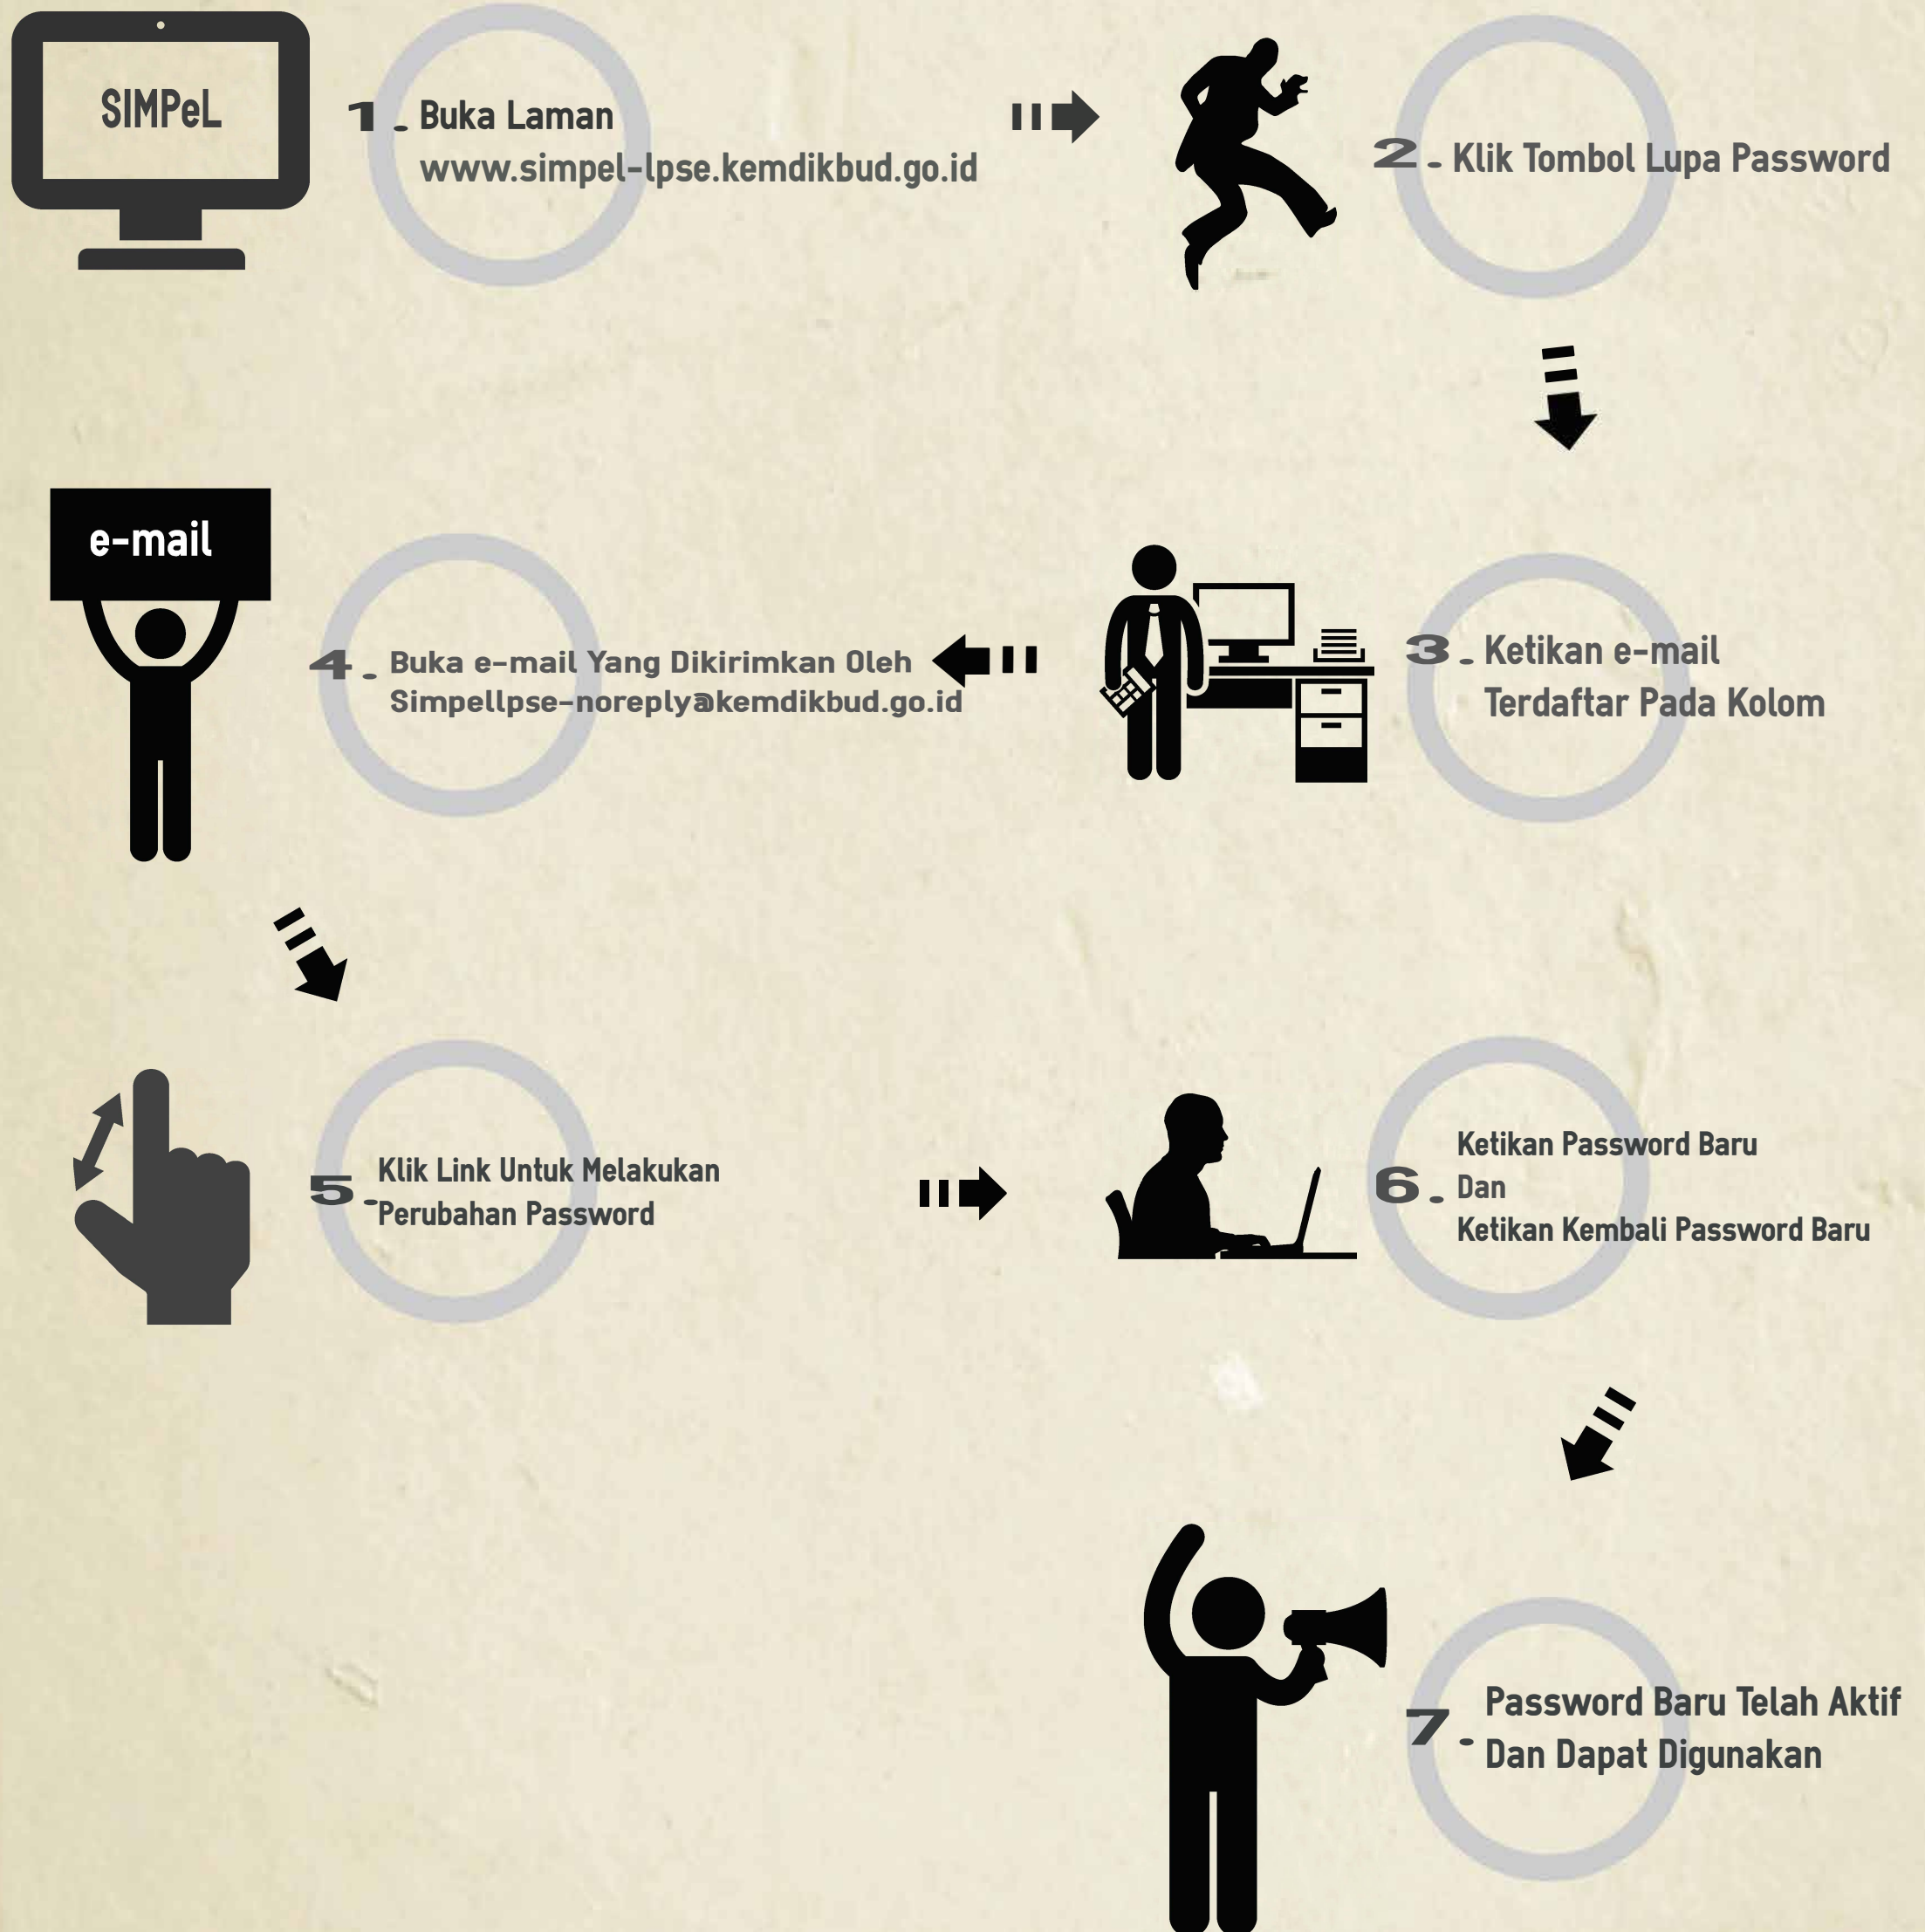 SIMPeL
1. Buka Laman
www.simpel-lpse.kemdikbud.go.id
2. Klik Tombol Lupa Password
3. Ketikan e-mail
Terdaftar Pada Kolom
e-mail
4. Buka e-mail Yang Dikirimkan Oleh
Simpellpse-noreply@kemdikbud.go.id
5. Klik Link Untuk Melakukan
Perubahan Password
Ketikan Password Baru
6. Dan
Ketikan Kembali Password Baru
7. Password Baru Telah Aktif
Dan Dapat Digunakan